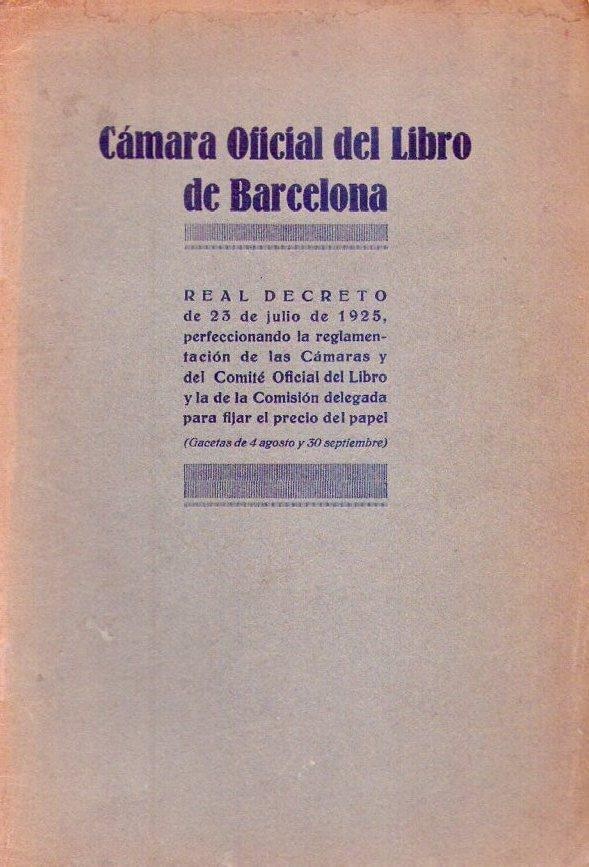 Cámara Oficial del Libro
de Barcelona
REAL DECRETO
de 23 de julio de 1925,
perfeccionando la reglamen-
tación de las Cámaras y
del Comité Oficial del Libro
y la de la Comisión delegada
para fijar el precio del papel
(Gacetas de 4 agosto y 30 septiembre)